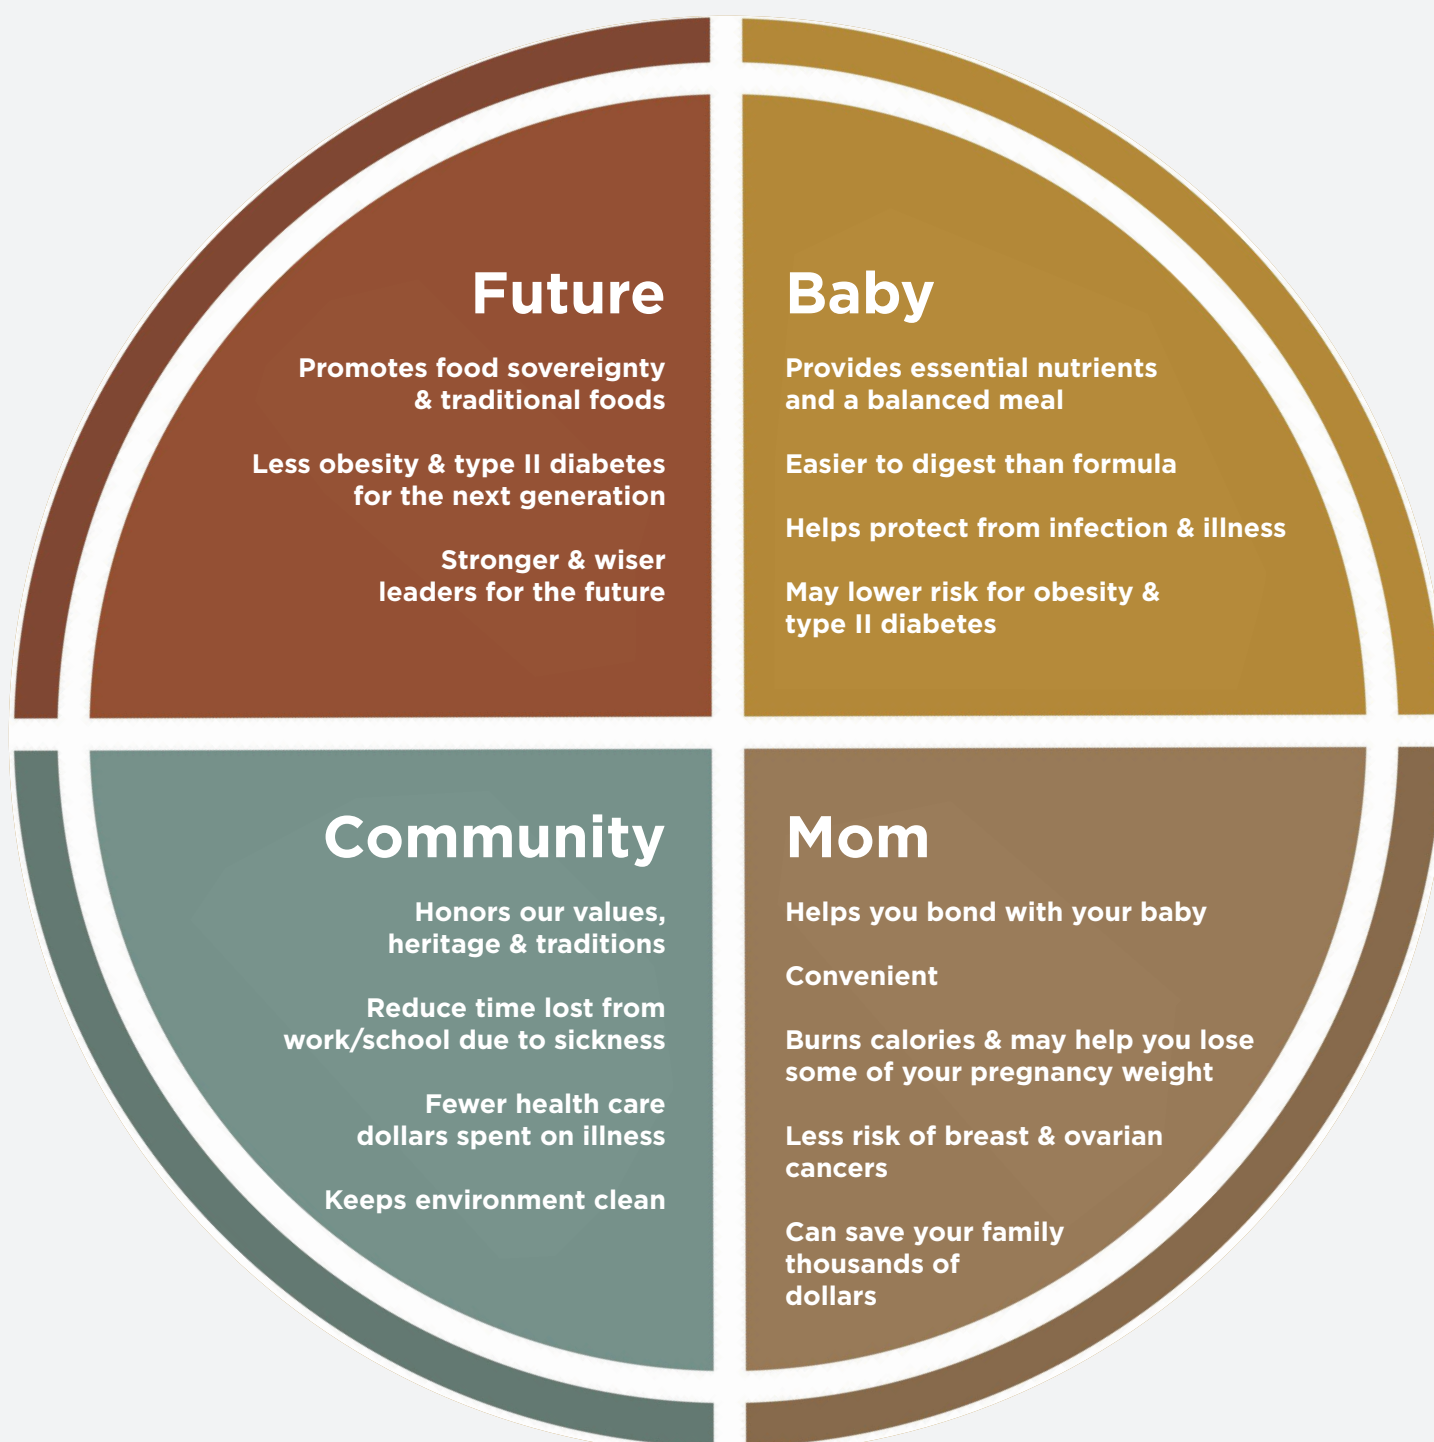 Future
Promotes food sovereignty
& traditional foods
Less obesity & type II diabetes
for the next generation
Stronger & wiser
leaders for the future
Baby
Provides essential nutrients
and a balanced meal
Easier to digest than formula
Helps protect from infection & illness
May lower risk for obesity &
type II diabetes
Community
Honors our values,
heritage & traditions
Reduce time lost from
work/school due to sickness
Fewer health care
dollars spent on illness
Keeps environment clean
Mom
Helps you bond with your baby
Convenient
Burns calories & may help you lose
some of your pregnancy weight
Less risk of breast & ovarian
cancers
Can save your family
thousands of
dollars